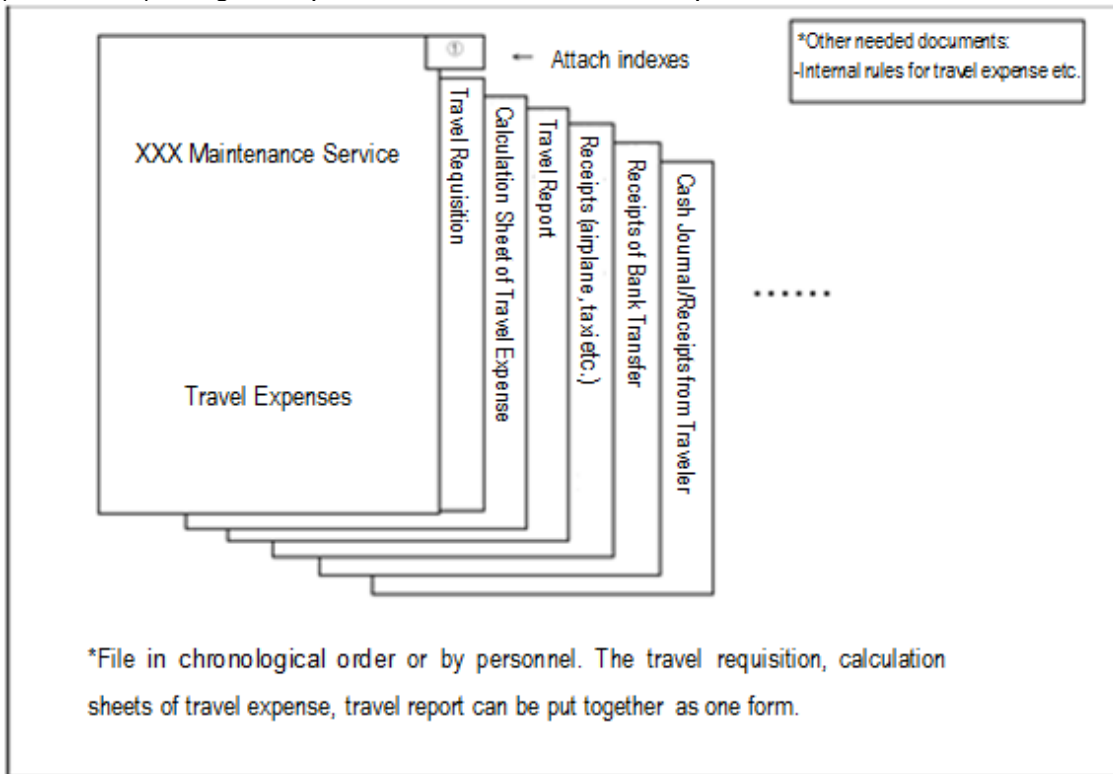 ① ← Attach indexes
*Other needed documents:
-Internal rules for travel expense etc.
XXX Maintenance Service
Travel Expenses
Travel Requisition
Calculation Sheet of Travel Expense
Travel Report
Receipts (airplane, taxi etc.)
Receipts of Bank Transfer
Cash Journal/Receipts from Traveler
......
*File in chronological order or by personnel. The travel requisition, calculation
sheets of travel expense, travel report can be put together as one form.